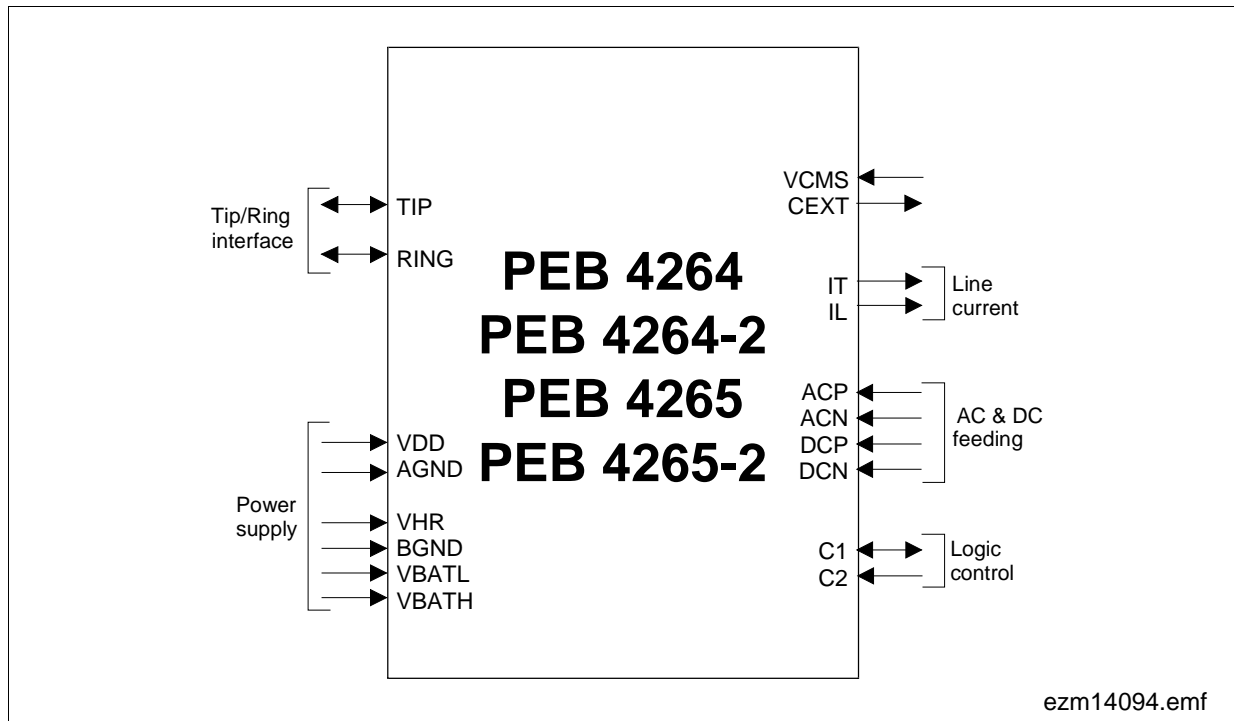 Tip/Ring
interface
TIP
RING
Power
supply
VDD
AGND
VHR
BGND
VBATL
VBATH
PEB 4264
PEB 4264-2
PEB 4265
PEB 4265-2
VCMS
CEXT
IT
IL
Line
current
ACP
ACN
DCP
DCN
AC & DC
feeding
C1
C2
Logic
control
ezm14094.emf